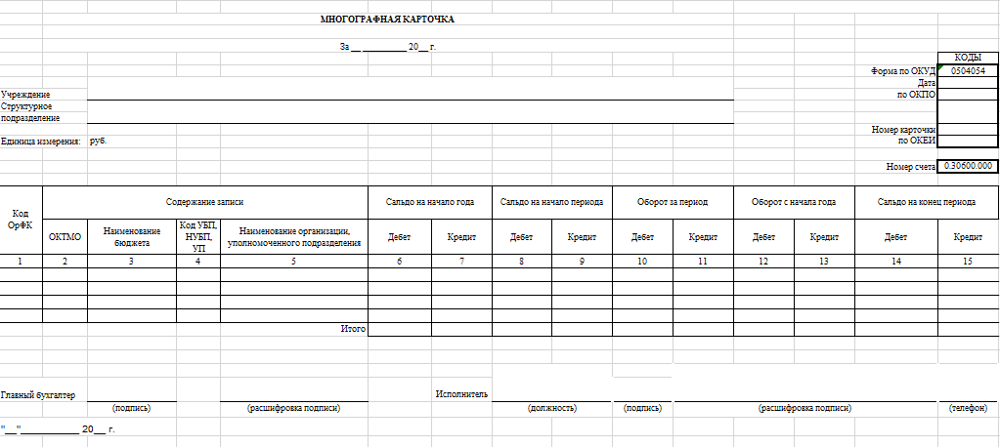 МНОГОГРАФНАЯ КАРТОЧКА
За __ _________ 20__ г.
КОДЫ
Форма по ОКУД 0504054
Дата
Учреждение по ОКПО
Структурное
подразделение
Номер карточки
Единица измерения: руб. по ОКЕИ
Номер счета 0.30600.000
Код ОрФК Содержание записи Сальдо на начало года Сальдо на начало периода Оборот за период Оборот с начала года Сальдо на конец периода
ОКТМО Наименование бюджета Код УБП, НУБП, УП Наименование организации, уполномоченного подразделения Дебет Кредит Дебет Кредит Дебет Кредит Дебет Кредит Дебет Кредит
1 2 3 4 5 6 7 8 9 10 11 12 13 14 15
Итого
Главный бухгалтер Исполнитель
(подпись) (расшифровка подписи) (должность) (подпись) (расшифровка подписи) (телефон)
"__"__________ 20__ г.